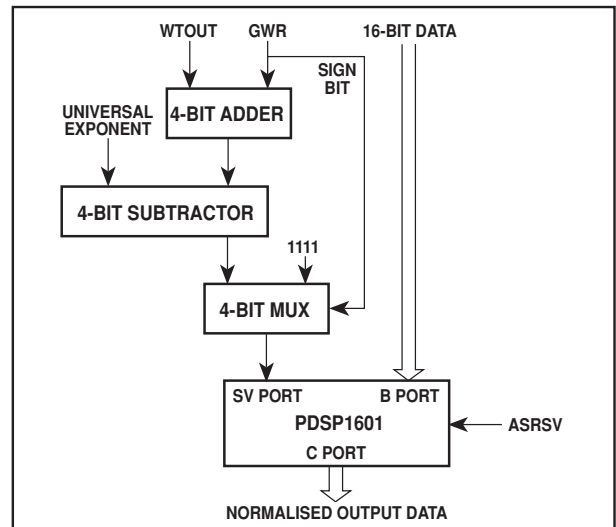 WTOUT GWR 16-BIT DATA
SIGN
BIT
UNIVERSAL
EXPONENT
4-BIT ADDER
4-BIT SUBTRACTOR
1111
4-BIT MUX
SV PORT B PORT
PDSP1601
ASRSV
C PORT
NORMALISED OUTPUT DATA